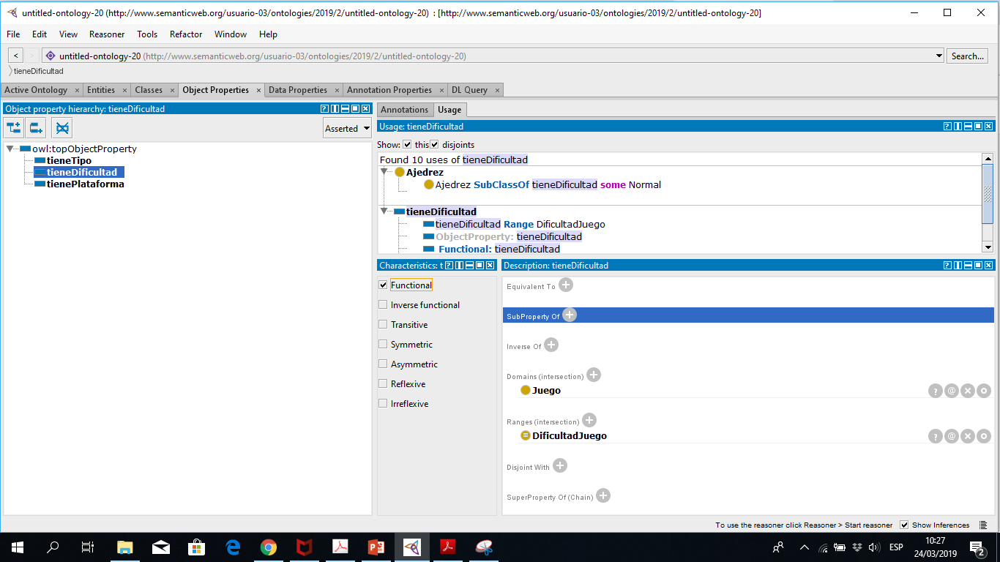 untitled-ontology-20 (http://www.semanticweb.org/usuario-03/ontologies/2019/2/untitled-ontology-20) : [http://www.semanticweb.org/usuario-03/ontologies/2019/2/untitled-ontology-20]
File Edit View Reasoner Tools Refactor Window Help
< > untitled-ontology-20 (http://www.semanticweb.org/usuario-03/ontologies/2019/2/untitled-ontology-20) Search...
tieneDificultad
Active Ontology × Entities × Classes × Object Properties × Data Properties × Annotation Properties × DL Query ×
Object property hierarchy: tieneDificultad
Asserted
owl:topObjectProperty
tieneTipo
tieneDificultad
tienePlataforma
Annotations Usage
Usage: tieneDificultad
Show: this disjoints
Found 10 uses of tieneDificultad
Ajedrez
Ajedrez SubClassOf tieneDificultad some Normal
tieneDificultad
tieneDificultad Range DificultadJuego
ObjectProperty: tieneDificultad
Functional: tieneDificultad
Characteristics: t
Functional
Inverse functional
Transitive
Symmetric
Asymmetric
Reflexive
Irreflexive
Description: tieneDificultad
Equivalent To
SubProperty Of
Inverse Of
Domains (intersection)
Juego
Ranges (intersection)
DificultadJuego
Disjoint With
SuperProperty Of (Chain)
To use the reasoner click Reasoner > Start reasoner Show Inferences
ESP
10:27
24/03/2019
2